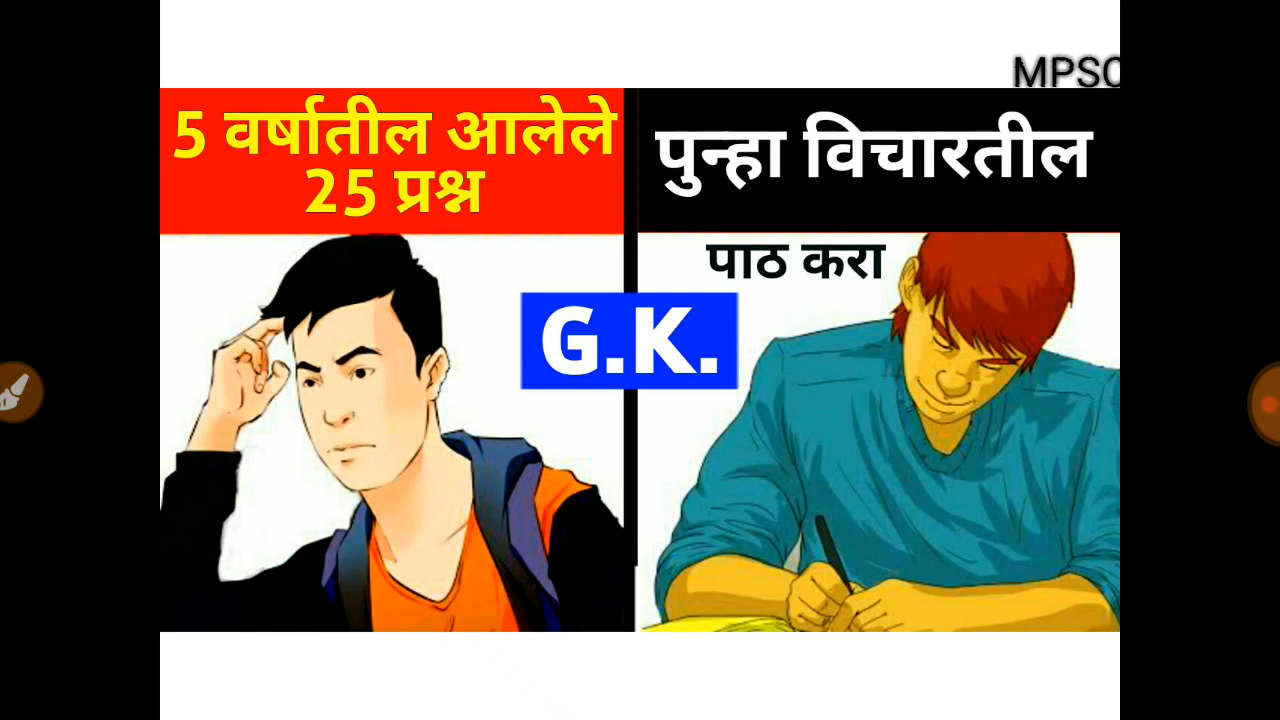 MPSC
5 वर्षातील आलेले
25 प्रश्न
पुन्हा विचारतील
पाठ करा
G.K.